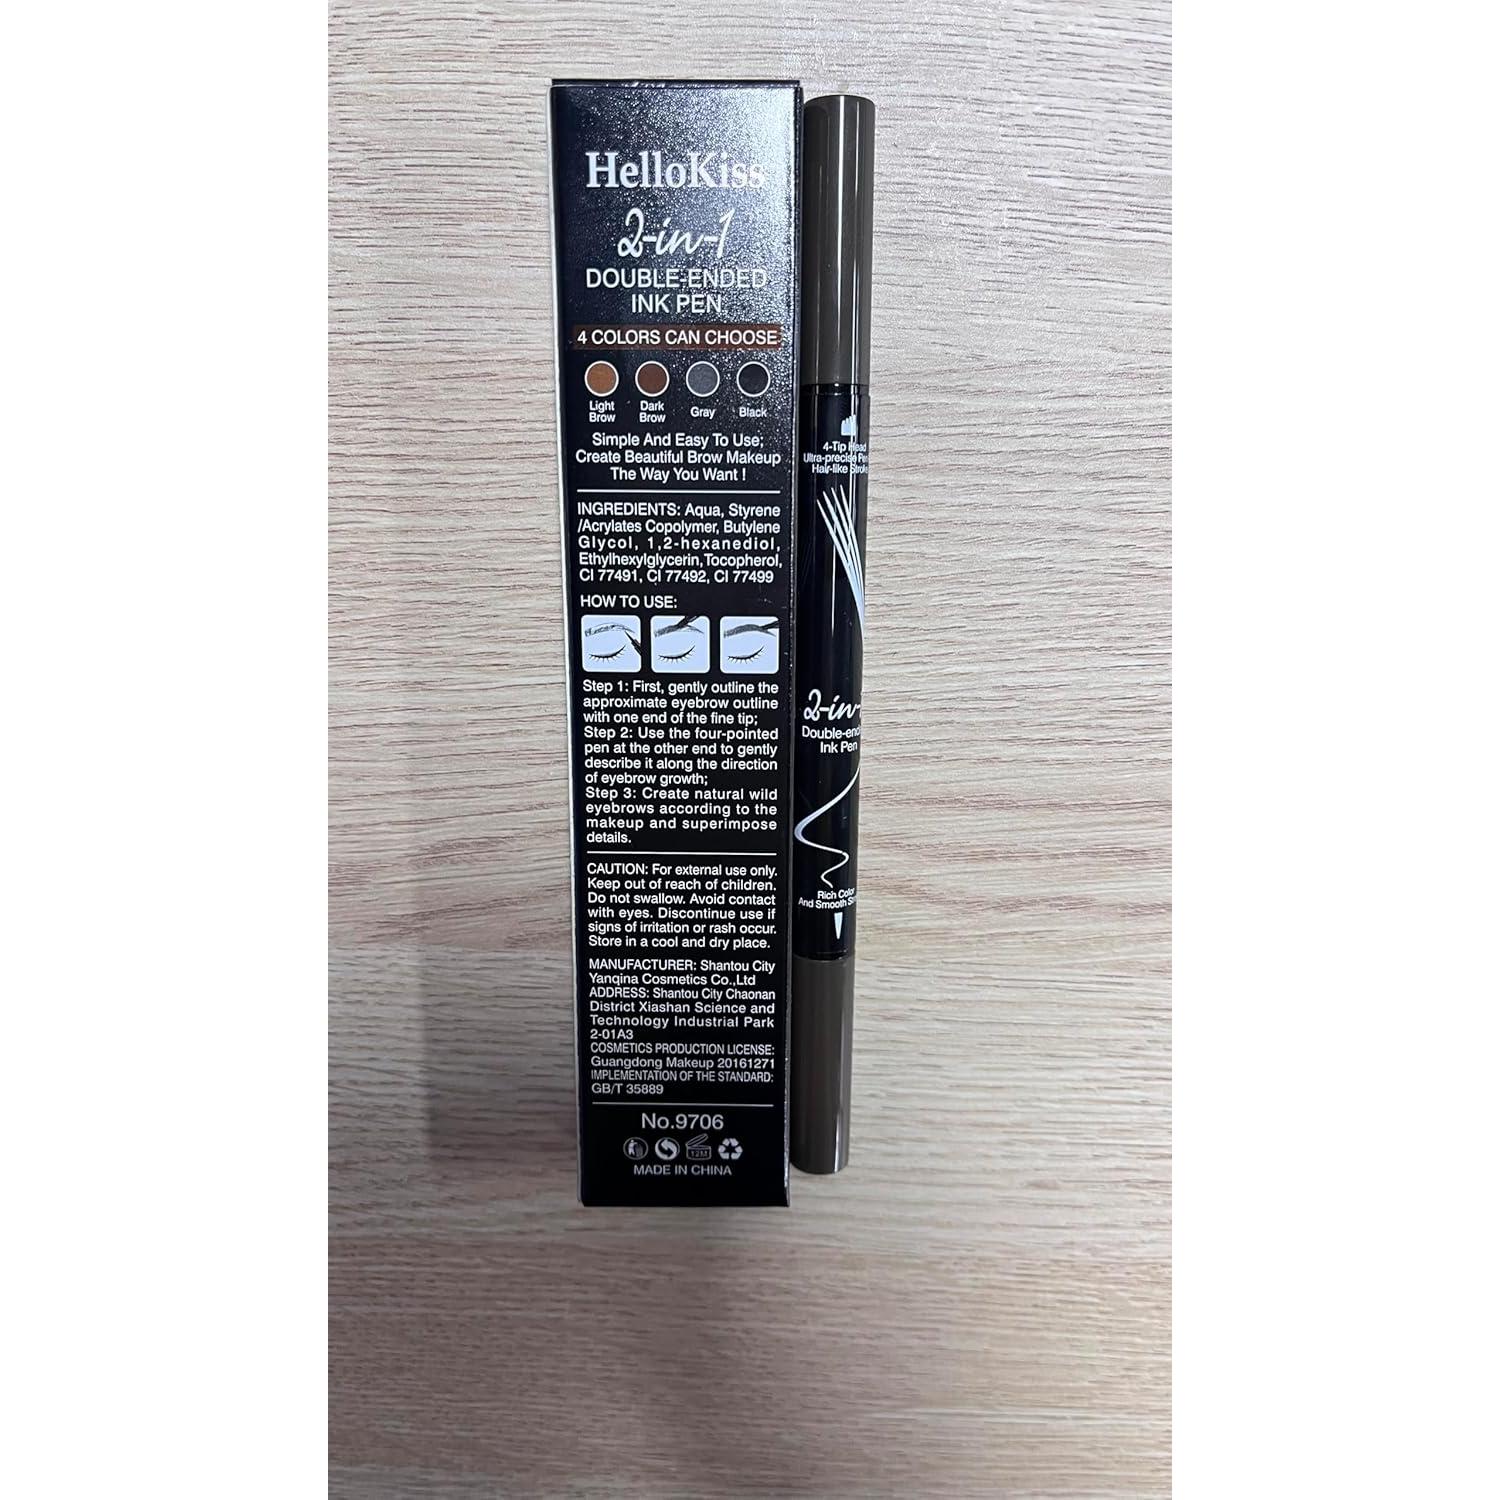 HelloKiss
2-in-1
DOUBLE-ENDED
INK PEN
4 COLORS CAN CHOOSE
Light
Brow
Dark
Brow
Gray
Black
Simple And Easy To Use;
Create Beautiful Brow Makeup
The Way You Want !
INGREDIENTS: Aqua, Styrene
/Acrylates Copolymer, Butylene
Glycol, 1,2-hexanediol,
Ethylhexylglycerin,Tocopherol,
CI 77491, CI 77492, CI 77499
HOW TO USE:
Step 1: First, gently outline the
approximate eyebrow outline
with one end of the fine tip;
Step 2: Use the four-pointed
pen at the other end to gently
describe it along the direction
of eyebrow growth;
Step 3: Create natural wild
eyebrows according to the
makeup and superimpose
details.
CAUTION: For external use only.
Keep out of reach of children.
Do not swallow. Avoid contact
with eyes. Discontinue use if
signs of irritation or rash occur.
Store in a cool and dry place.
MANUFACTURER: Shantou City
Yanqina Cosmetics Co.,Ltd
ADDRESS: Shantou City Chaonan
District Xiashan Science and
Technology Industrial Park
2-01A3
COSMETICS PRODUCTION LICENSE:
Guangdong Makeup 20161271
IMPLEMENTATION OF THE STANDARD:
GB/T 35889
No.9706
12M
MADE IN CHINA
4-Tip Head
Ultra-precise
Hair-like
2-in-
Double-end
Ink Pen
Rich Color
And Smooth